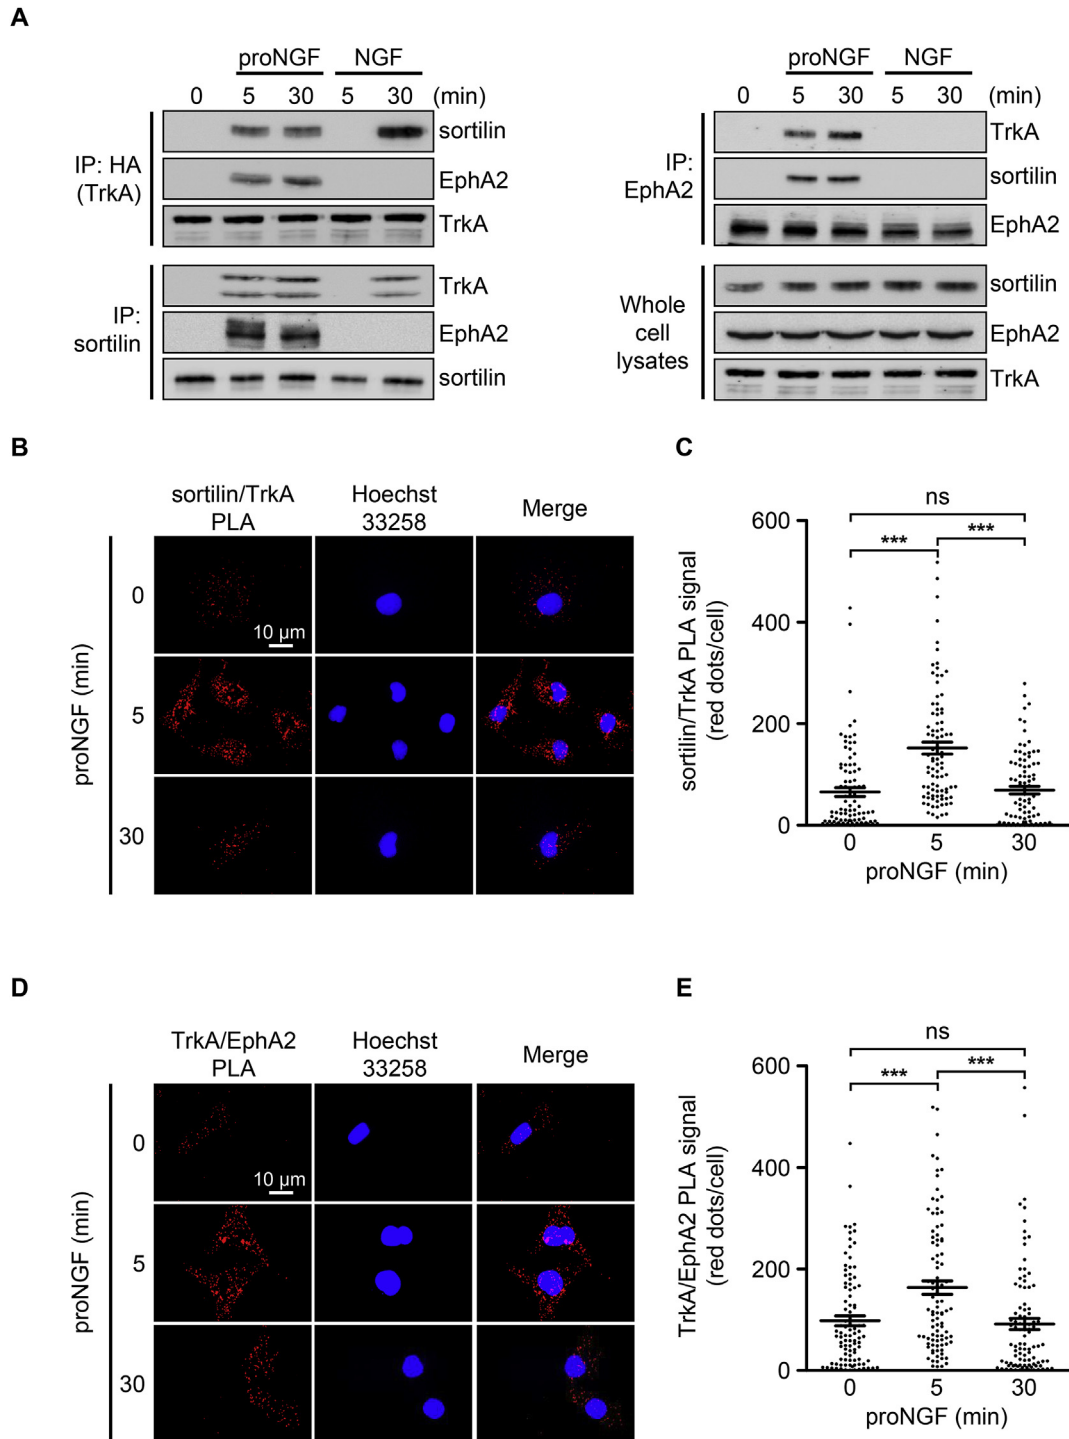 A
proNGF NGF
0 5 30 5 30 (min)
IP: HA
(TrkA)
sortilin
EphA2
TrkA
IP:
sortilin
TrkA
EphA2
sortilin
proNGF NGF
0 5 30 5 30 (min)
IP:
EphA2
TrkA
sortilin
EphA2
Whole
cell
lysates
sortilin
EphA2
TrkA
B
sortilin/TrkA
PLA
Hoechst
33258
Merge
proNGF (min)
0
10 µm
5
30
C
sortilin/TrkA PLA signal
(red dots/cell)
600
400
200
0
ns
*** ***
0 5 30
proNGF (min)
D
TrkA/EphA2
PLA
Hoechst
33258
Merge
proNGF (min)
0
10 µm
5
30
E
TrkA/EphA2 PLA signal
(red dots/cell)
600
400
200
0
ns
*** ***
0 5 30
proNGF (min)